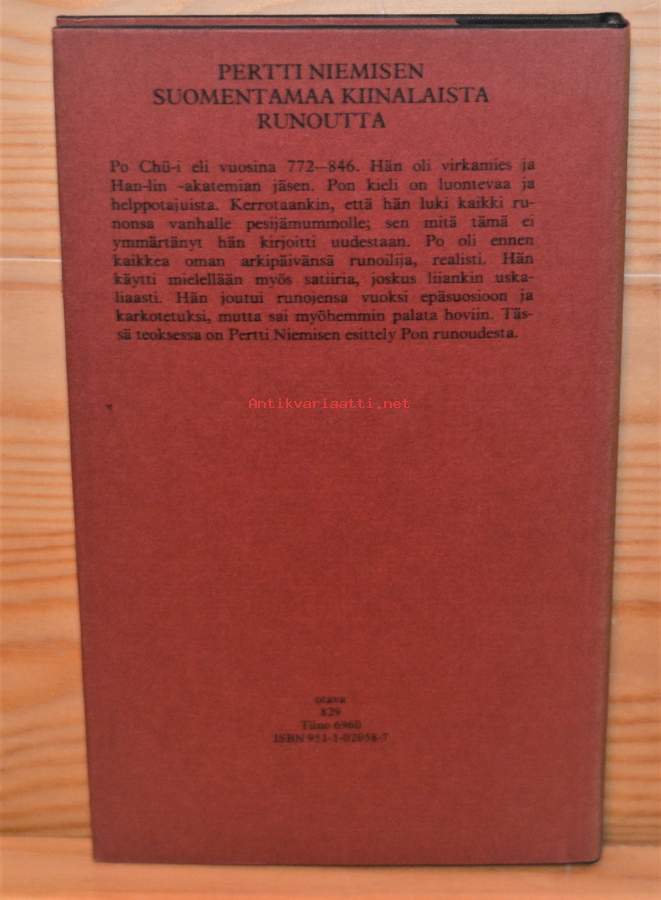 PERTTI NIEMISEN
SUOMENTAMAA KIINALAISTA
RUNOUTTA
Po Chü-i eli vuosina 772—846. Hän oli virkamies ja
Han-lin -akatemian jäsen. Pon kieli on luontevaa ja
helppotajuista. Kerrotaankin, että hän luki kaikki ru-
nonsa vanhalle pesijämummolle; sen mitä tämä ei
ymmärtänyt hän kirjoitti uudestaan. Po oli ennen
kaikkea oman arkipäivänsä runoilija, realisti. Hän
käytti mielellään myös satiiria, joskus liiankin uska-
liaasti. Hän joutui runojensa vuoksi epäsuosioon ja
karkotetuksi, mutta sai myöhemmin palata hoviin. Täs-
sä teoksessa on Pertti Niemisen esittely Pon runoudesta.
Antikvariaatti.net
otava
829
Tilno 6960
ISBN 951-1-02058-7